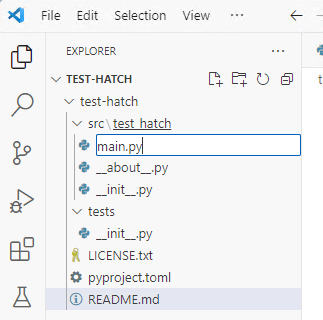 File
Edit
Selection
EXPLORER
TEST-HATCH
test-hatch
src\test_hatch
main.py
__about__.py
__init__.py
tests
__init__.py
LICENSE.txt
pyproject.toml
README.md